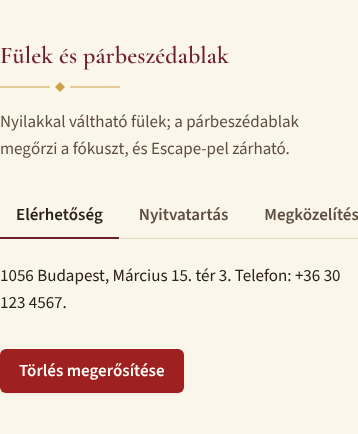 Fülek és párbeszédablak
Nyilakkal váltható fülek; a párbeszédablak
megőrzi a fókuszt, és Escape-pel zárható.
Elérhetőség Nyitvatartás Megközelítés
1056 Budapest, Március 15. tér 3. Telefon: +36 30
123 4567.
Törlés megerősítése